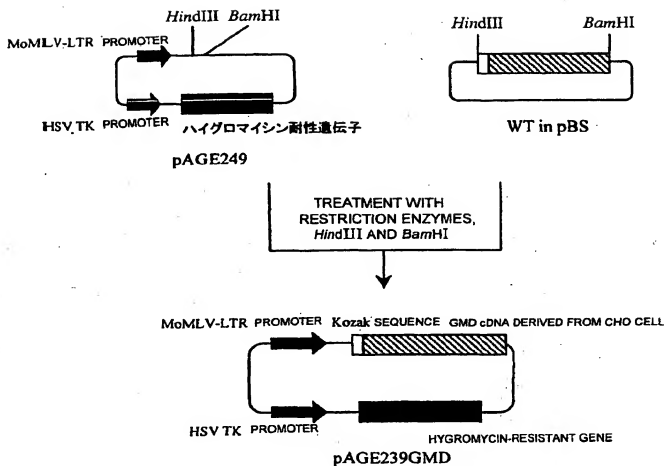 HindIII
BamHI
MoMLV-LTR PROMOTER
HSV TK PROMOTER
ハイグロマイシン耐性遺伝子
pAGE249
HindIII
BamHI
WT in pBS
TREATMENT WITH
RESTRICTION ENZYMES,
HindIII AND BamHI
MoMLV-LTR PROMOTER
Kozak SEQUENCE
GMD cDNA DERIVED FROM CHO CELL
HSV TK PROMOTER
HYGROMYCIN-RESISTANT GENE
pAGE239GMD